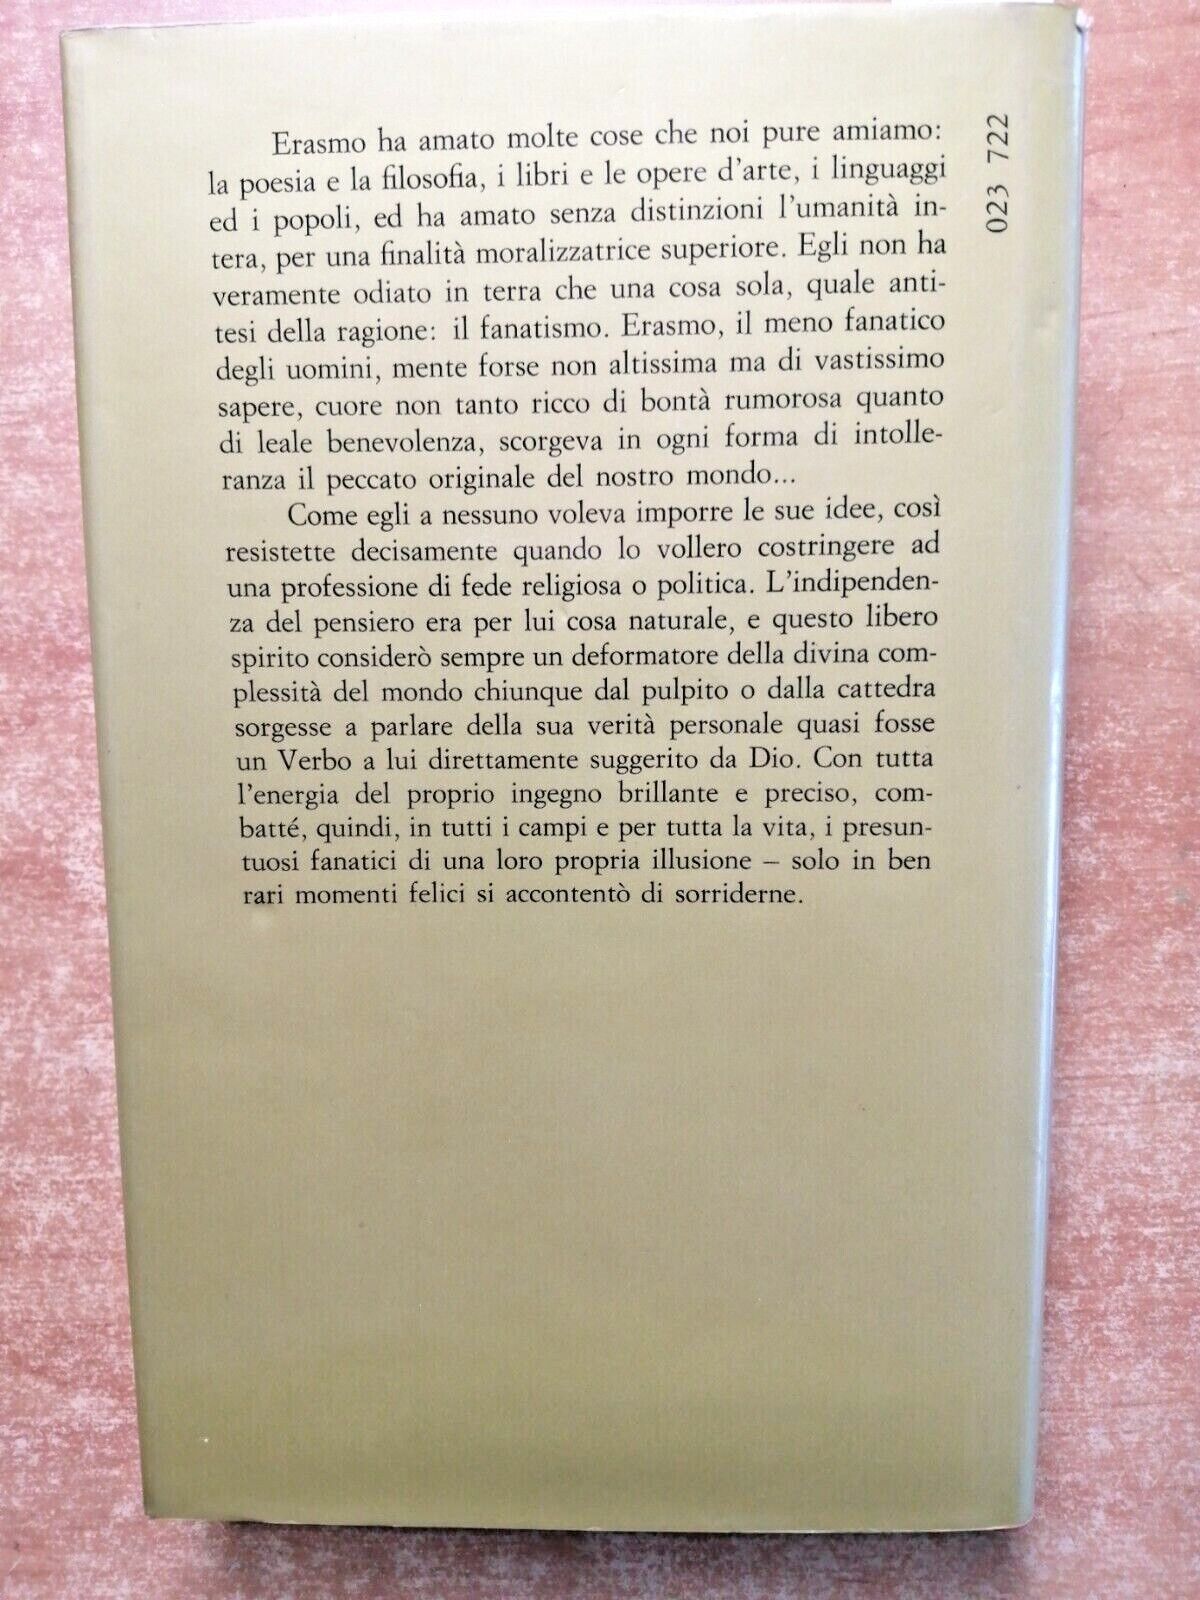 023 722
Erasmo ha amato molte cose che noi pure amiamo:
la poesia e la filosofia, i libri e le opere d'arte, i linguaggi
ed i popoli, ed ha amato senza distinzioni l'umanità in-
tera, per una finalità moralizzatrice superiore. Egli non ha
veramente odiato in terra che una cosa sola, quale anti-
tesi della ragione: il fanatismo. Erasmo, il meno fanatico
degli uomini, mente forse non altissima ma di vastissimo
sapere, cuore non tanto ricco di bontà rumorosa quanto
di leale benevolenza, scorgeva in ogni forma di intolle-
ranza il peccato originale del nostro mondo...
Come egli a nessuno voleva imporre le sue idee, così
resistette decisamente quando lo vollero costringere ad
una professione di fede religiosa o politica. L'indipenden-
za del pensiero era per lui cosa naturale, e questo libero
spirito considerò sempre un deformatore della divina com-
plessità del mondo chiunque dal pulpito o dalla cattedra
sorgesse a parlare della sua verità personale quasi fosse
un Verbo a lui direttamente suggerito da Dio. Con tutta
l'energia del proprio ingegno brillante e preciso, com-
batté, quindi, in tutti i campi e per tutta la vita, i presun-
tuosi fanatici di una loro propria illusione – solo in ben
rari momenti felici si accontentò di sorriderne.